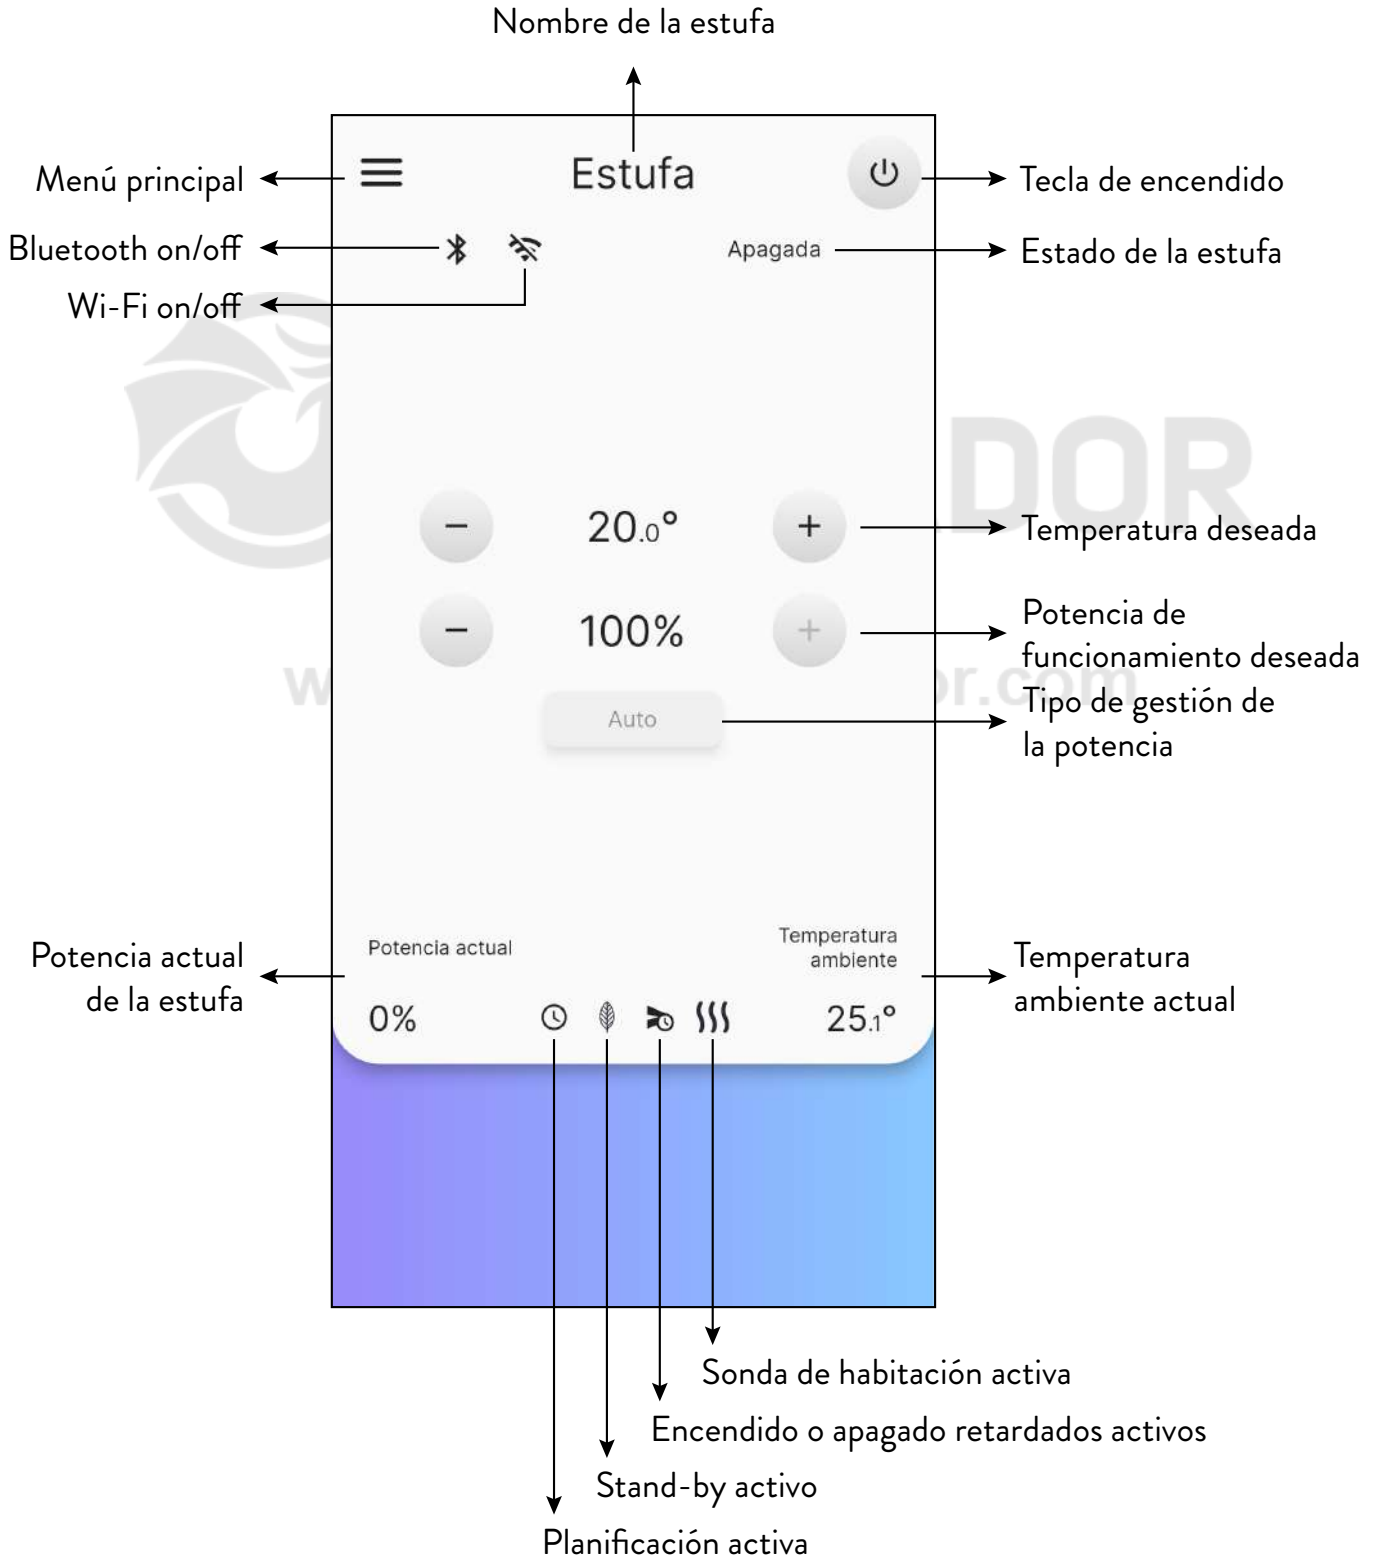 Nombre de la estufa
Menú principal
Estufa
Tecla de encendido
Bluetooth on/off
Apagada
Estado de la estufa
Wi-Fi on/off
DOR
20.0°
Temperatura deseada
100%
Potencia de
funcionamiento deseada
w
or.com
Auto
Tipo de gestión de
la potencia
Potencia actual
de la estufa
Potencia actual
Temperatura
ambiente
Temperatura
ambiente actual
0%
25.1°
Sonda de habitación activa
Encendido o apagado retardados activos
Stand-by activo
Planificación activa